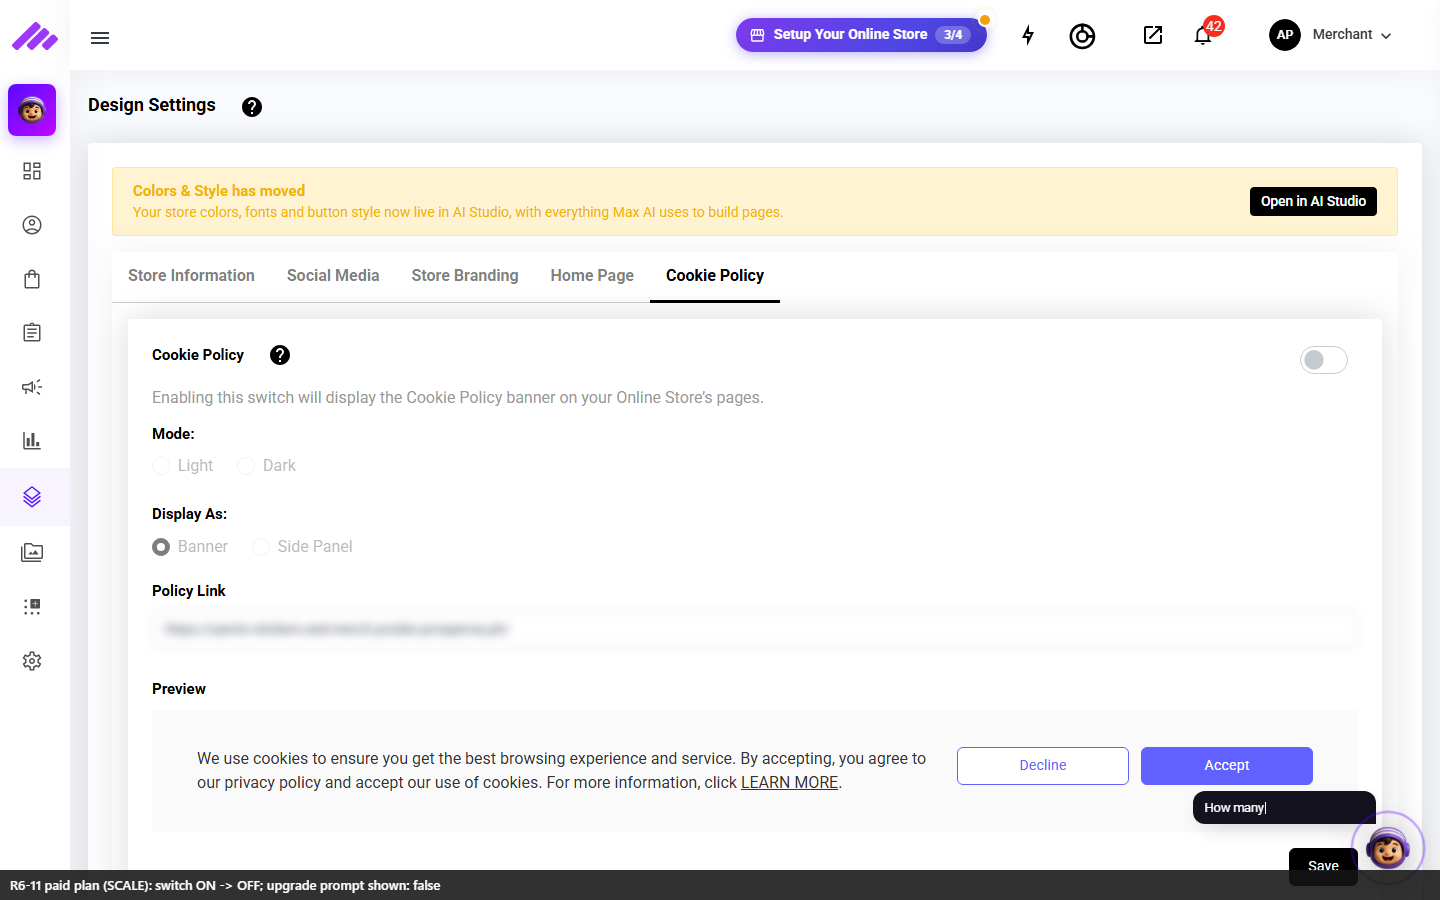 Setup Your Online Store 3/4
42
AP
Merchant
Design Settings
Colors & Style has moved
Your store colors, fonts and button style now live in AI Studio, with everything Max AI uses to build pages.
Open in AI Studio
Store Information
Social Media
Store Branding
Home Page
Cookie Policy
Cookie Policy
Enabling this switch will display the Cookie Policy banner on your Online Store's pages.
Mode:
Light
Dark
Display As:
Banner
Side Panel
Policy Link
Preview
We use cookies to ensure you get the best browsing experience and service. By accepting, you agree to
our privacy policy and accept our use of cookies. For more information, click LEARN MORE.
Decline
Accept
How many
Save
R6-11 paid plan (SCALE): switch ON -> OFF; upgrade prompt shown: false